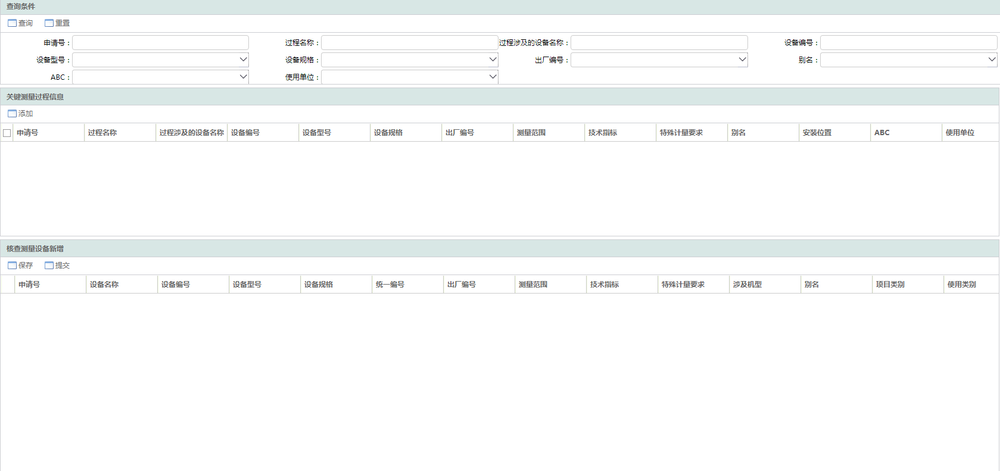 查询条件
查询 重置
申请号： 过程名称： 过程涉及的设备名称： 设备编号：
设备型号： 设备规格： 出厂编号： 别名：
ABC： 使用单位：
关键测量过程信息
添加
申请号 过程名称 过程涉及的设备名称 设备编号 设备型号 设备规格 出厂编号 测量范围 技术指标 特殊计量要求 别名 安装位置 ABC 使用单位
核查测量设备新增
保存 提交
申请号 设备名称 设备编号 设备型号 设备规格 统一编号 出厂编号 测量范围 技术指标 特殊计量要求 涉及机型 别名 项目类别 使用类别